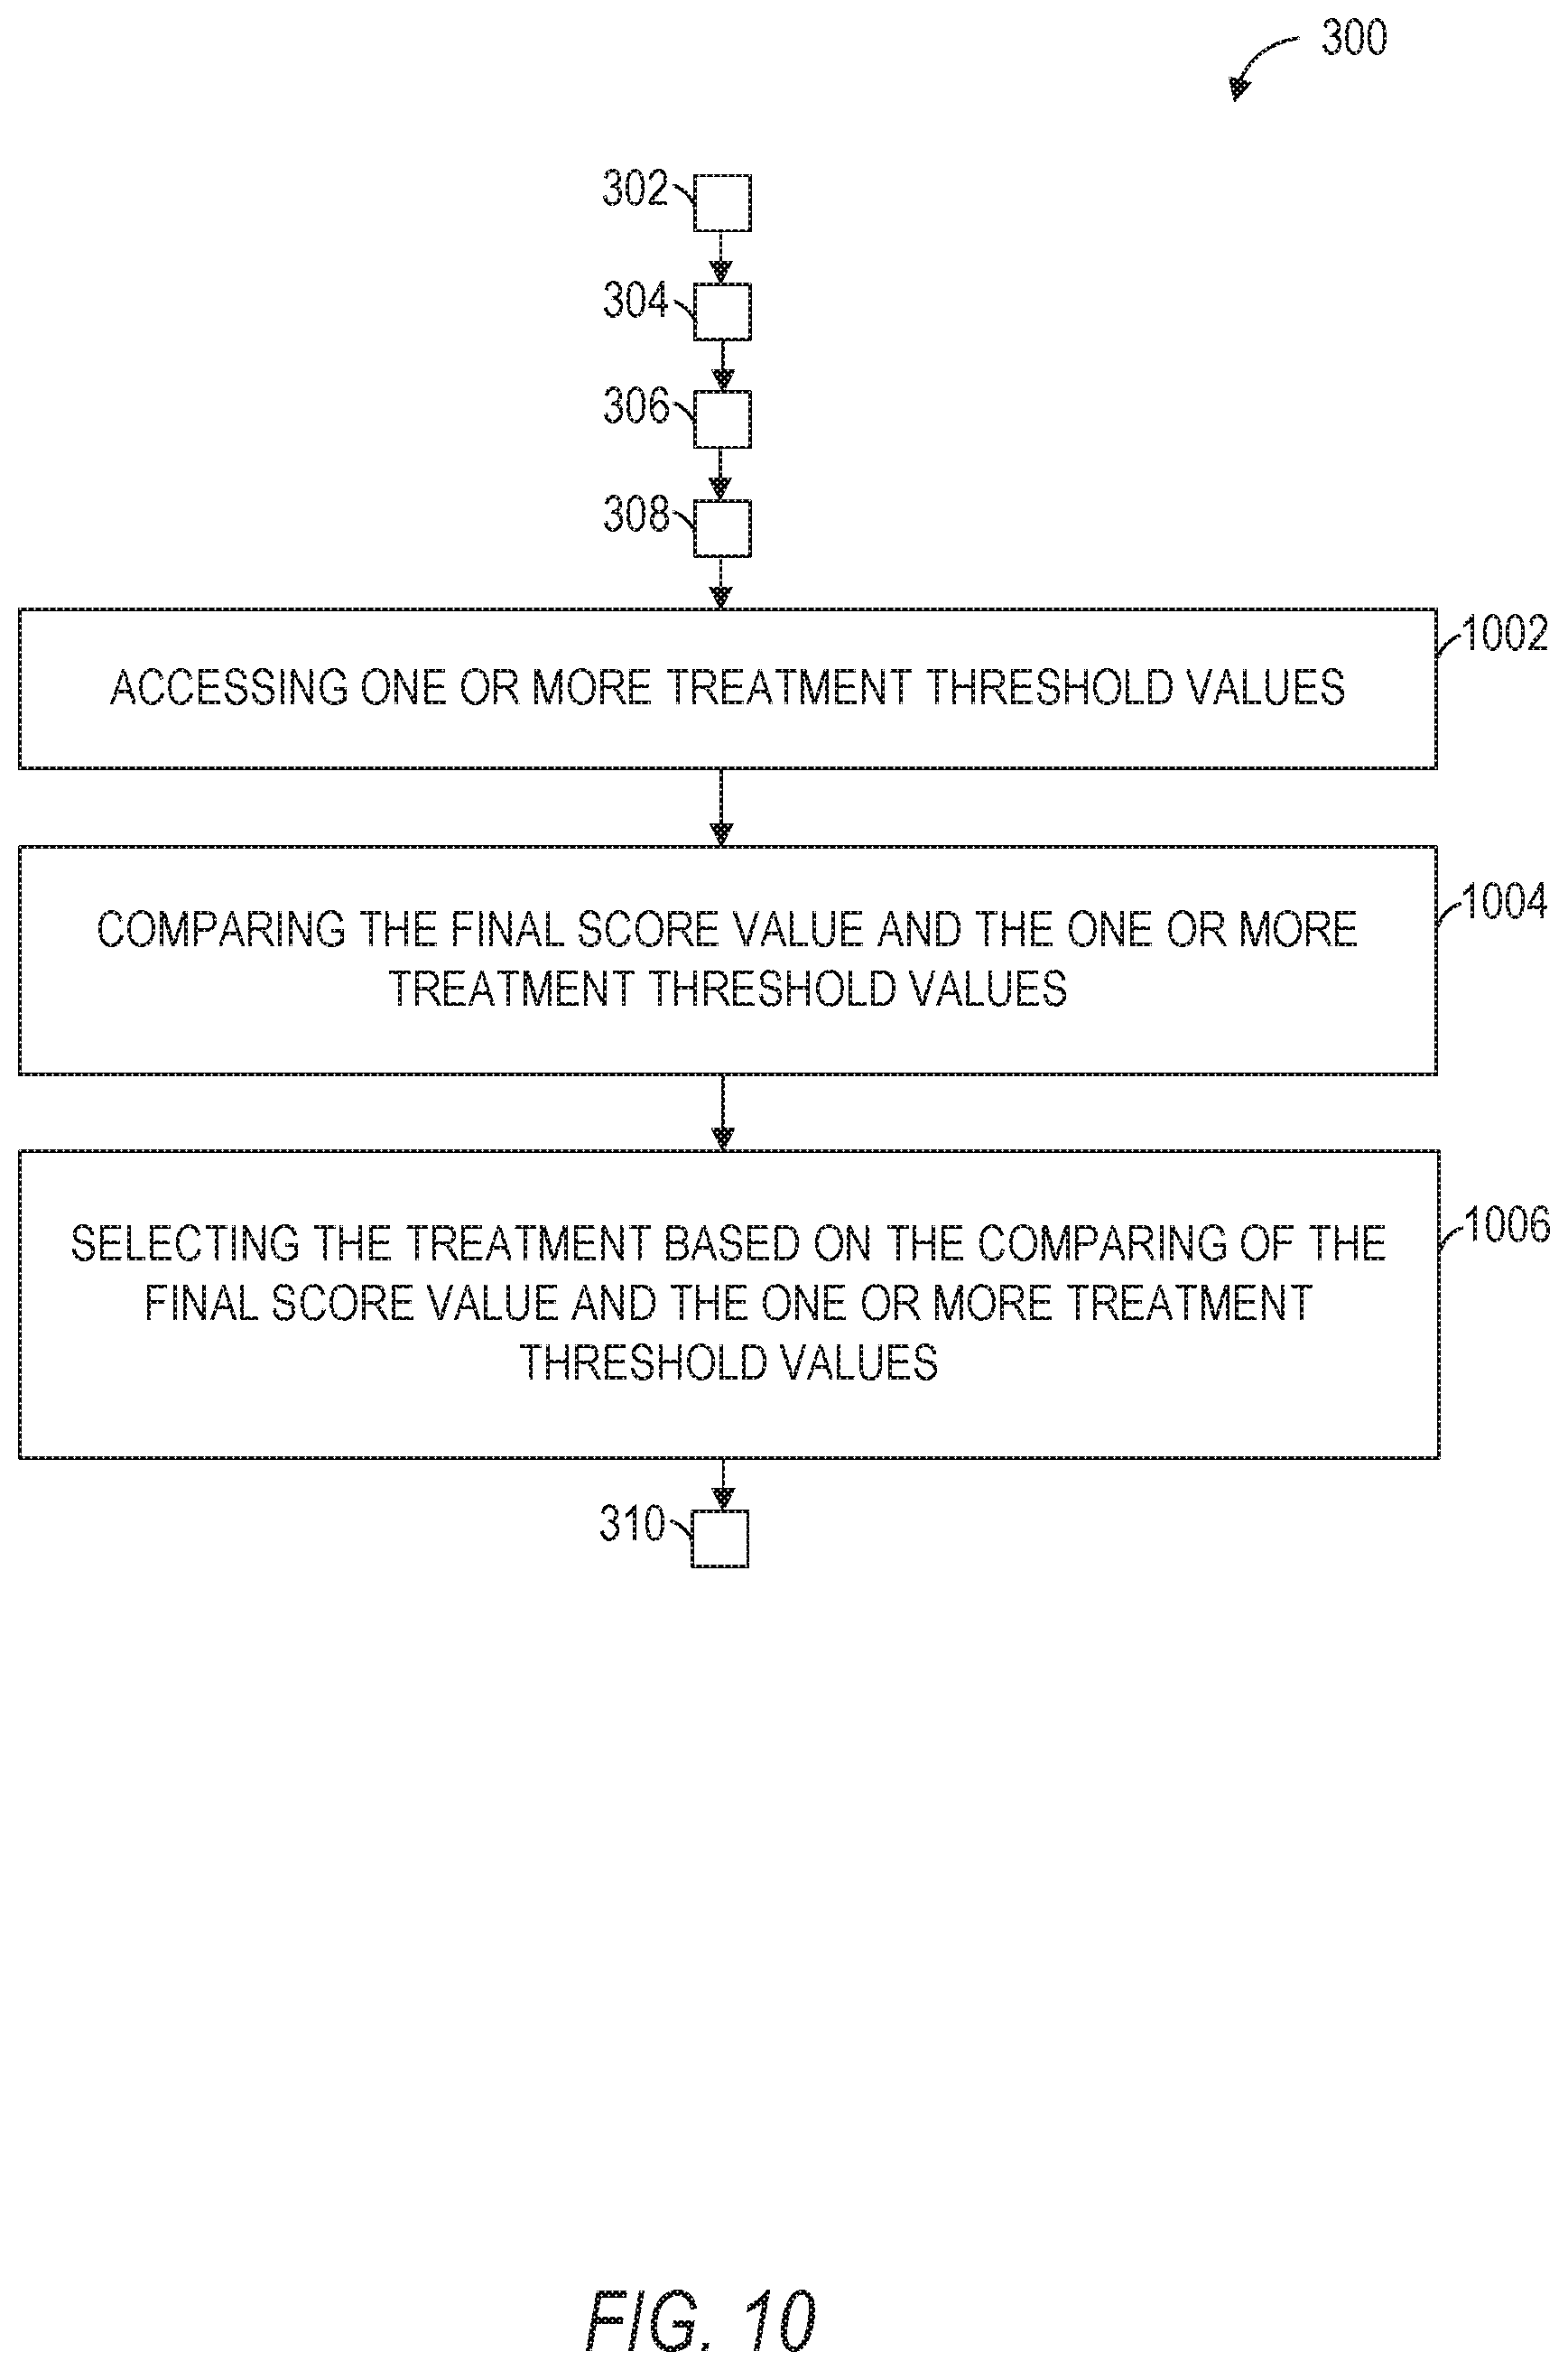 300
302
304
306
308
1002
ACCESSING ONE OR MORE TREATMENT THRESHOLD VALUES
1004
COMPARING THE FINAL SCORE VALUE AND THE ONE OR MORE
TREATMENT THRESHOLD VALUES
1006
SELECTING THE TREATMENT BASED ON THE COMPARING OF THE
FINAL SCORE VALUE AND THE ONE OR MORE TREATMENT
THRESHOLD VALUES
310
FIG. 10